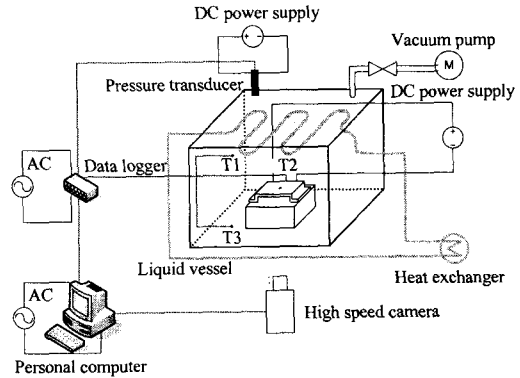 DC power supply
Vacuum pump
M
Pressure transducer
DC power supply
AC
Data logger
T1
T2
T3
Liquid vessel
Heat exchanger
AC
High speed camera
Personal computer